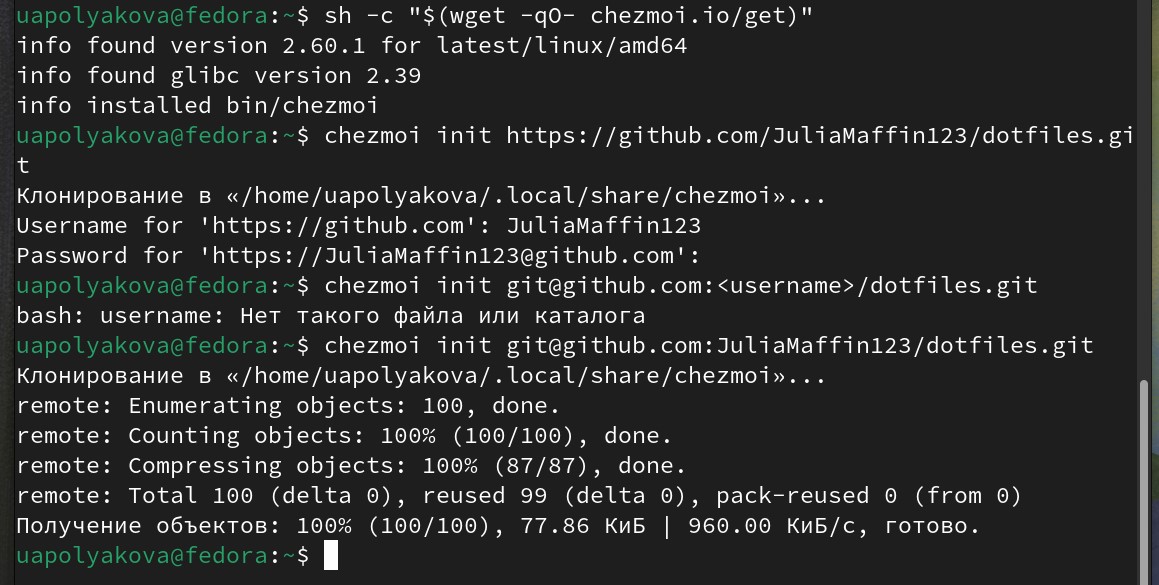 uapolyakova@fedora:~$ sh -c "$(wget -qO- chezmoi.io/get)"
info found version 2.60.1 for latest/linux/amd64
info found glibc version 2.39
info installed bin/chezmoi
uapolyakova@fedora:~$ chezmoi init https://github.com/JuliaMaffin123/dotfiles.gi
t
Клонирование в «/home/uapolyakova/.local/share/chezmoi»...
Username for 'https://github.com': JuliaMaffin123
Password for 'https://JuliaMaffin123@github.com':
uapolyakova@fedora:~$ chezmoi init git@github.com:<username>/dotfiles.git
bash: username: Нет такого файла или каталога
uapolyakova@fedora:~$ chezmoi init git@github.com:JuliaMaffin123/dotfiles.git
Клонирование в «/home/uapolyakova/.local/share/chezmoi»...
remote: Enumerating objects: 100, done.
remote: Counting objects: 100% (100/100), done.
remote: Compressing objects: 100% (87/87), done.
remote: Total 100 (delta 0), reused 99 (delta 0), pack-reused 0 (from 0)
Получение объектов: 100% (100/100), 77.86 КиБ | 960.00 КиБ/с, готово.
uapolyakova@fedora:~$